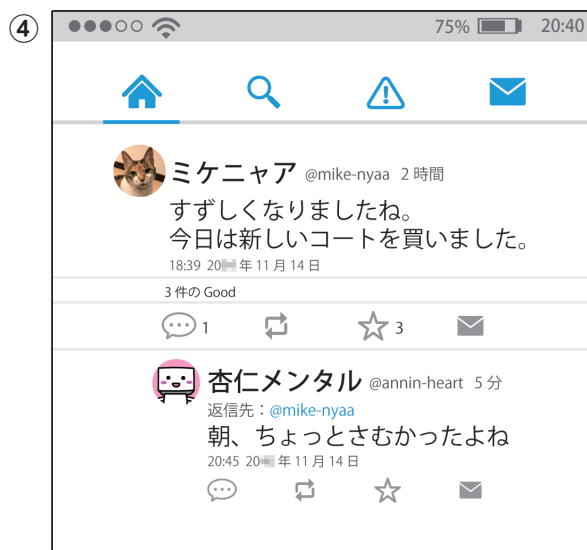 ④
75% 20:40
ミケニャア @mike-nyaa 2 時間
すずしくなりましたね。
今日は新しいコートを買いました。
18:39 20 年 11 月 14 日
3 件の Good
1 3
杏仁メンタル @annin-heart 5 分
返信先：@mike-nyaa
朝、ちょっとさむかったよね
20:45 20 年 11 月 14 日